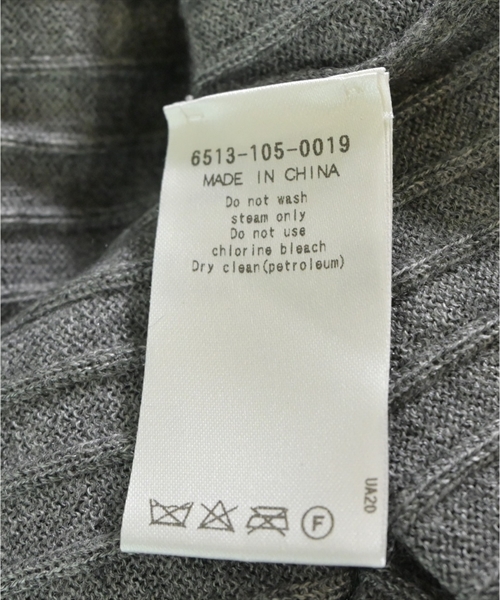 6513-105-0019
MADE IN CHINA
Do not wash
steam only
Do not use
chlorine bleach
Dry clean(petroleum)
F
UA20